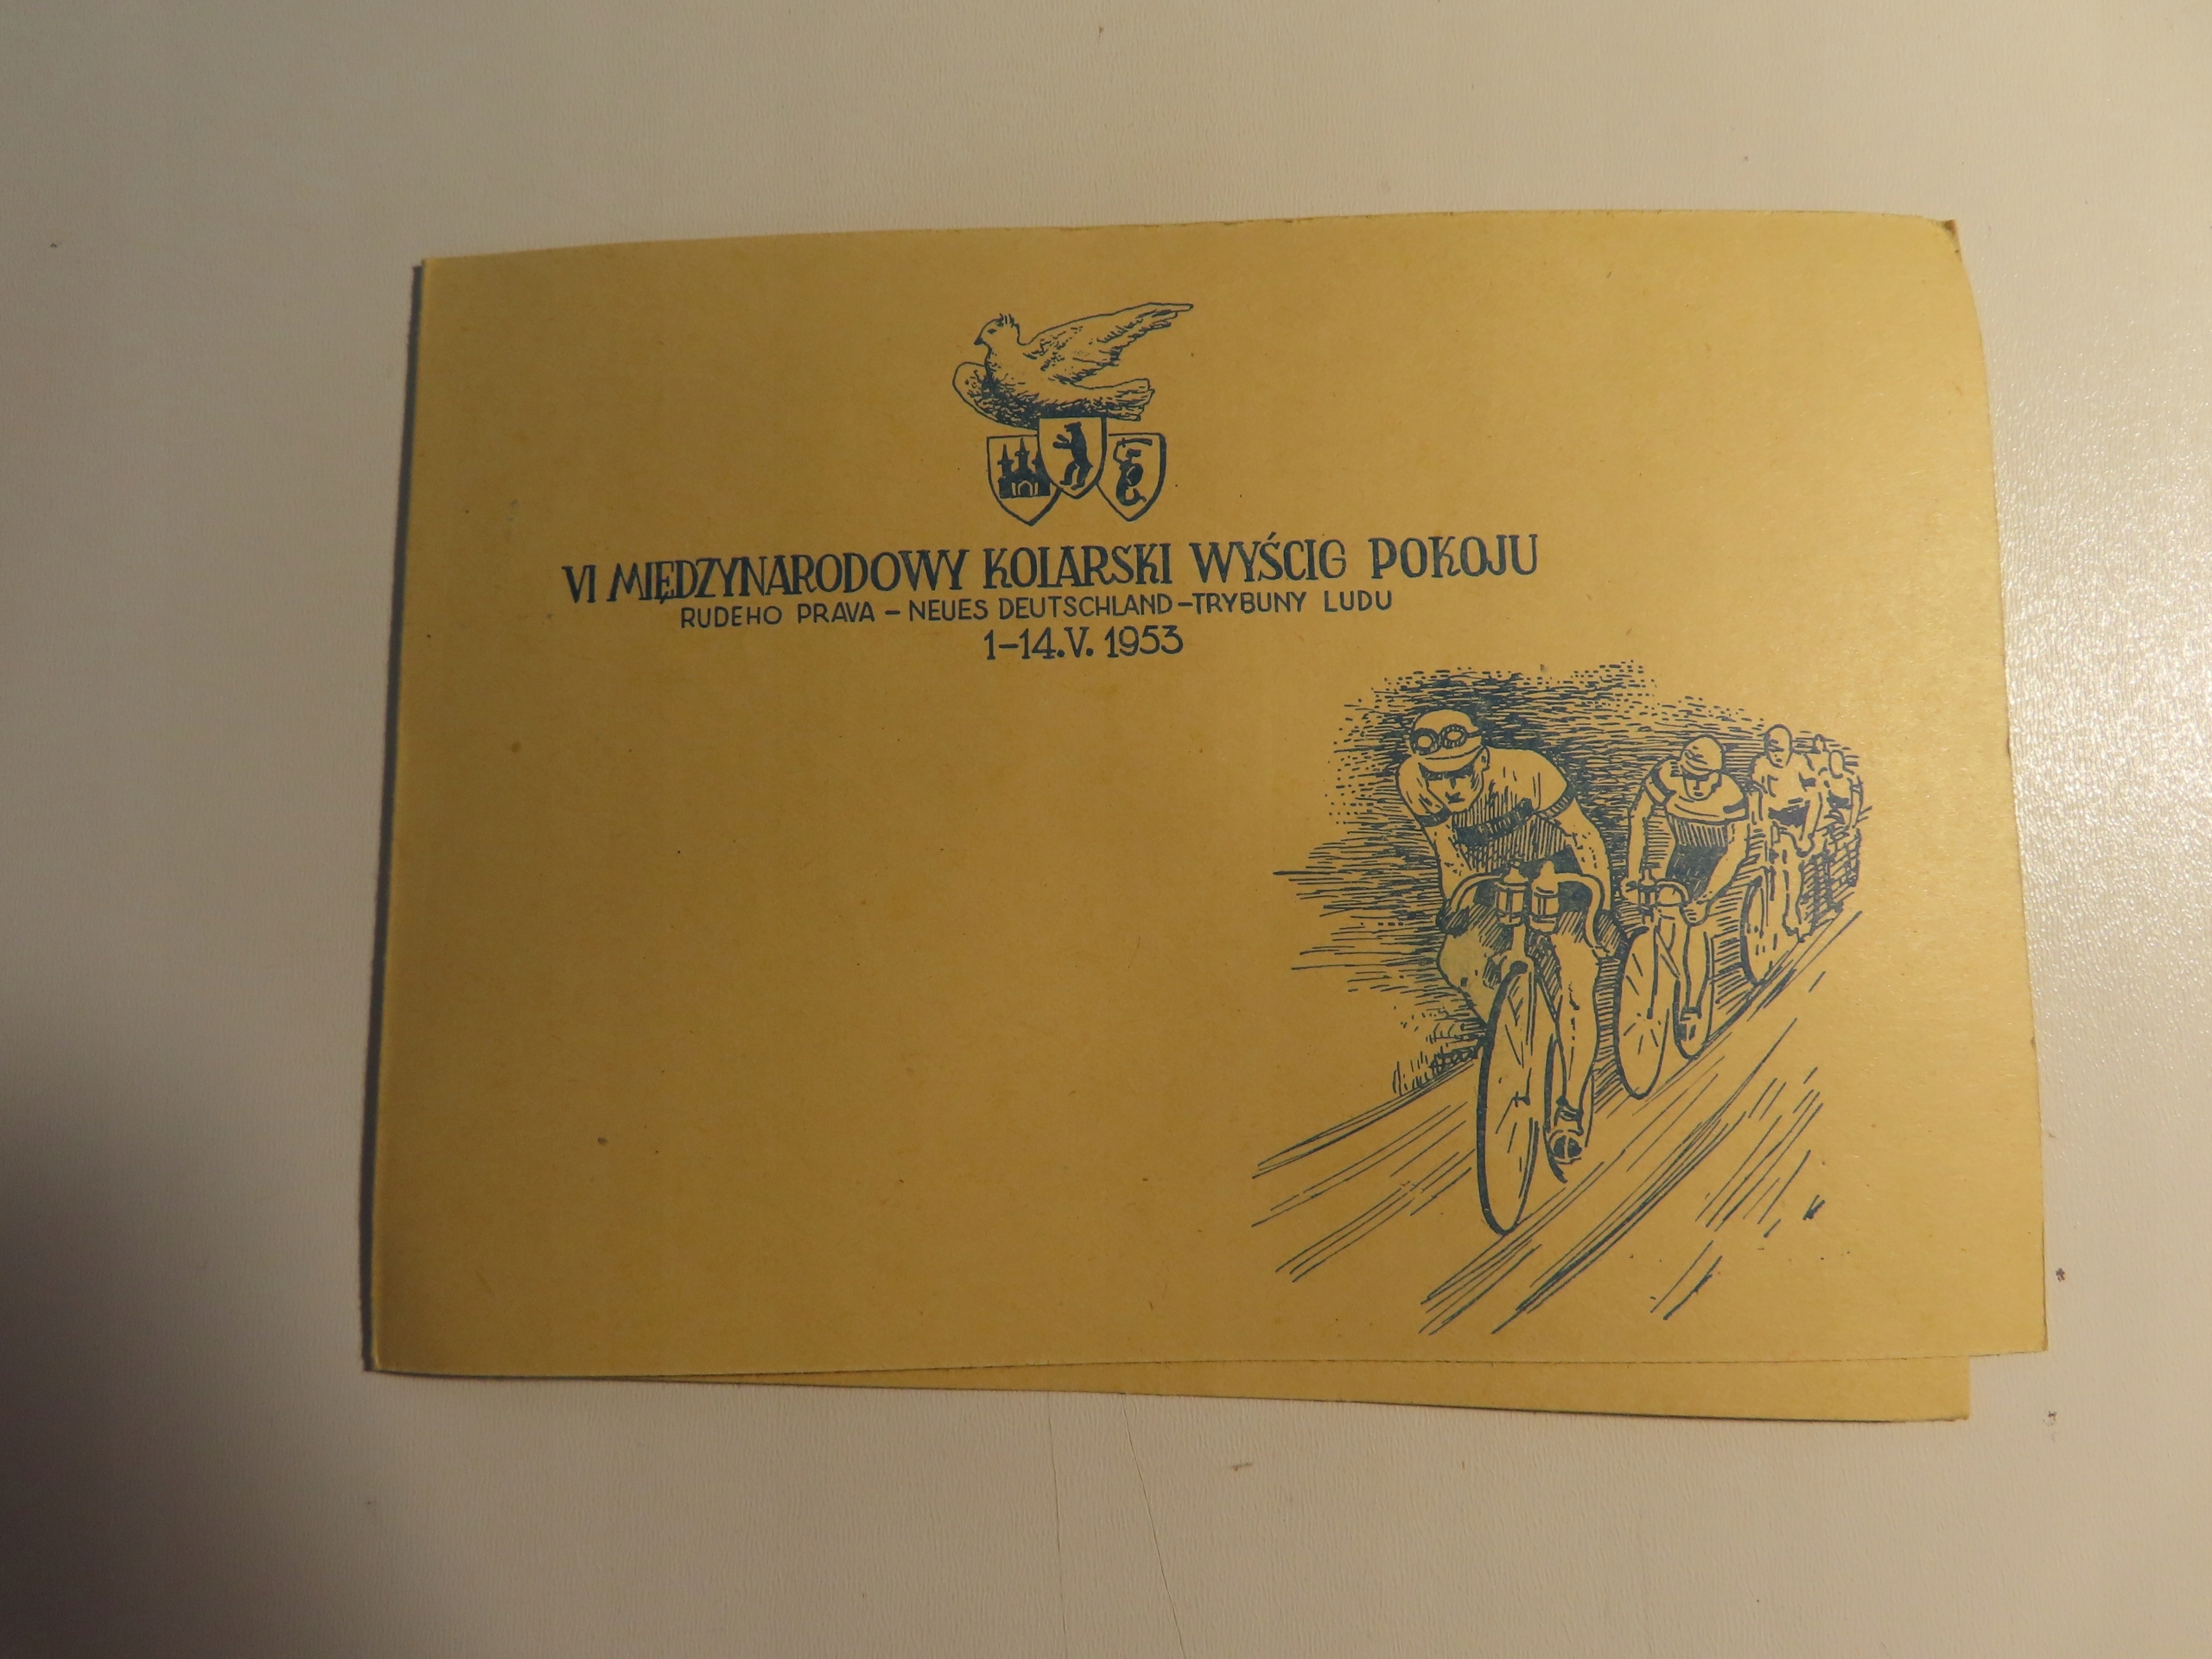 VI MIĘDZYNARODOWY KOLARSKI WYŚCIG POKOJU
RUDEHO PRAVA – NEUES DEUTSCHLAND – TRYBUNY LUDU
1–14.V. 1953